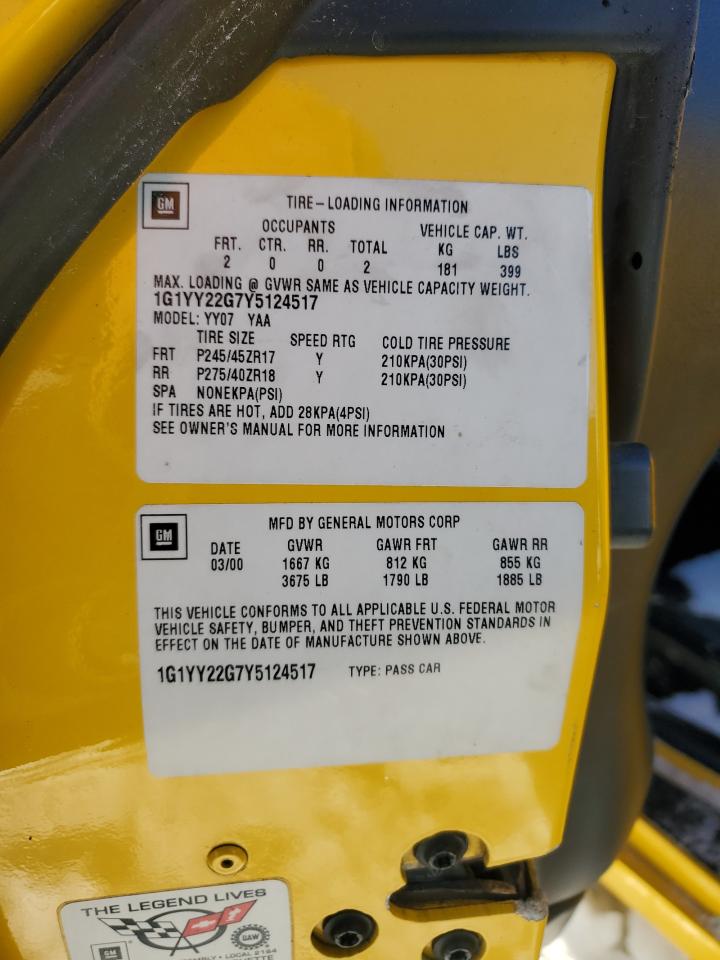 GM
TIRE-LOADING INFORMATION
OCCUPANTS VEHICLE CAP. WT.
FRT. CTR. RR. TOTAL KG LBS
2 0 0 2 181 399
MAX. LOADING @ GVWR SAME AS VEHICLE CAPACITY WEIGHT.
1G1YY22G7Y5124517
MODEL: YY07 YAA
TIRE SIZE SPEED RTG COLD TIRE PRESSURE
FRT P245/45ZR17 Y 210KPA(30PSI)
RR P275/40ZR18 Y 210KPA(30PSI)
SPA NONEKPA(PSI)
IF TIRES ARE HOT, ADD 28KPA(4PSI)
SEE OWNER'S MANUAL FOR MORE INFORMATION
GM
MFD BY GENERAL MOTORS CORP
DATE GVWR GAWR FRT GAWR RR
03/00 1667 KG 812 KG 855 KG
3675 LB 1790 LB 1885 LB
THIS VEHICLE CONFORMS TO ALL APPLICABLE U.S. FEDERAL MOTOR
VEHICLE SAFETY, BUMPER, AND THEFT PREVENTION STANDARDS IN
EFFECT ON THE DATE OF MANUFACTURE SHOWN ABOVE.
1G1YY22G7Y5124517 TYPE: PASS CAR
THE LEGEND LIVES
GM
UAW
LOCAL 2164